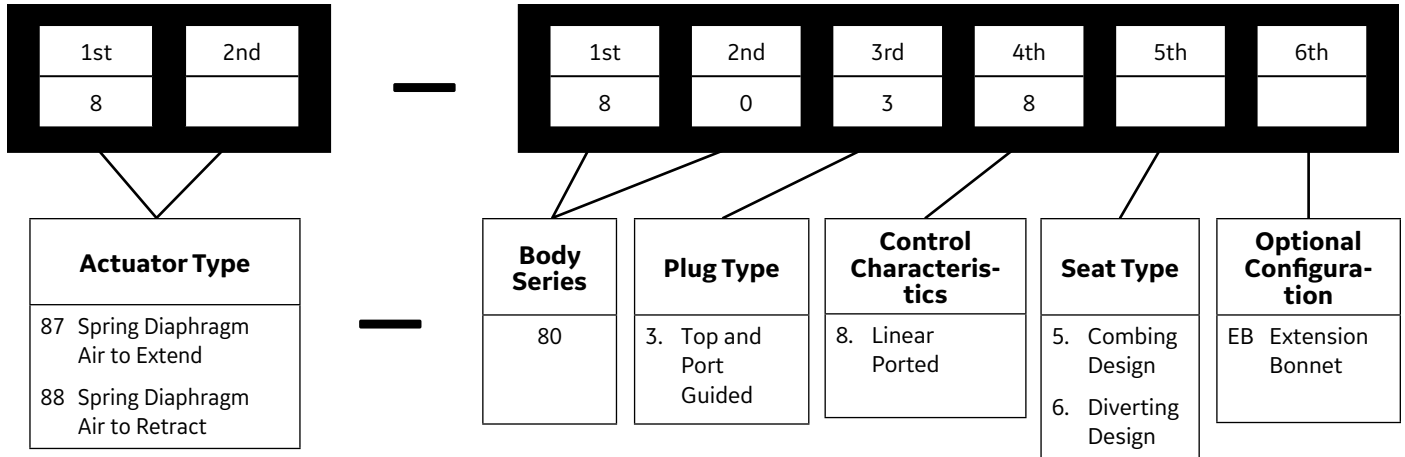 1st 2nd 1st 2nd 3rd 4th 5th 6th
8 8 0 3 8
Actuator Type
87 Spring Diaphragm
Air to Extend
88 Spring Diaphragm
Air to Retract
Body
Series
80
Plug Type
3. Top and
Port
Guided
Control
Characteris-
tics
8. Linear
Ported
Seat Type
5. Combing
Design
6. Diverting
Design
Optional
Configura-
tion
EB Extension
Bonnet